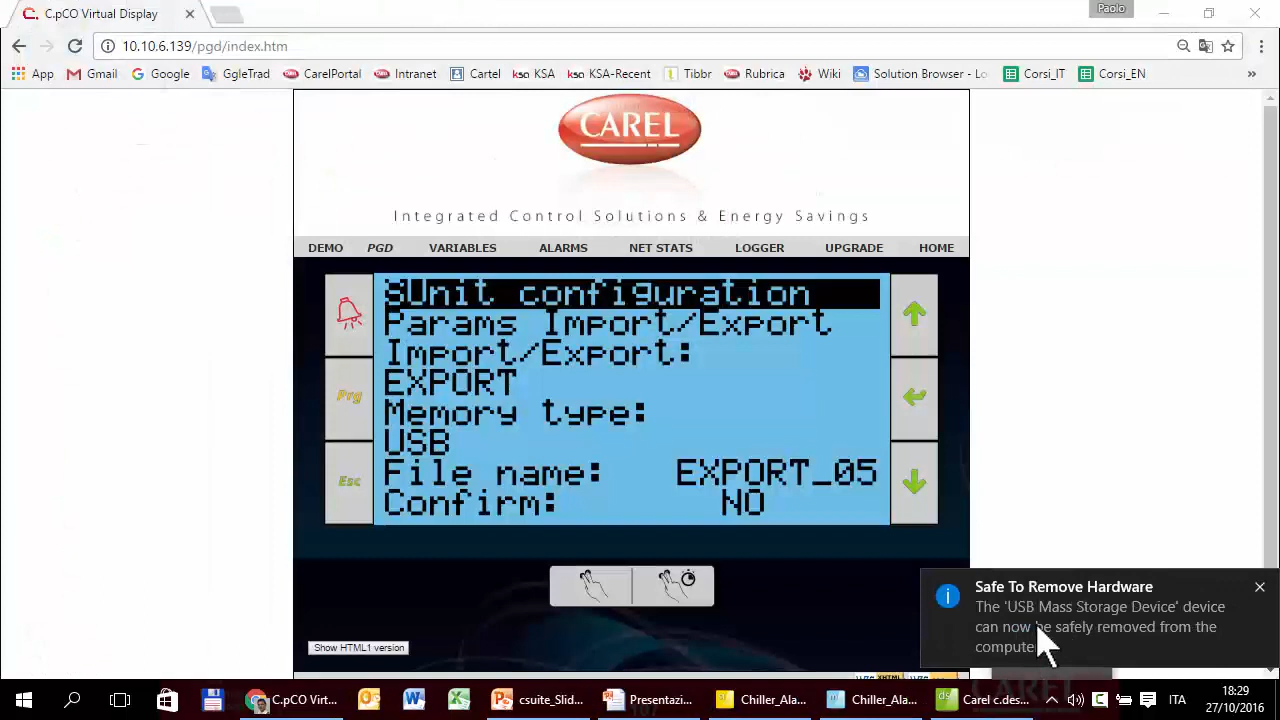 C.pCO Virtual Display
Paolo
10.10.6.139/pgd/index.htm
App Gmail Google GgleTrad CarelPortal Intranet Cartel KSA KSA-Recent Tibbr Rubrica Wiki Solution Browser - Lo Corsi_IT Corsi_EN »
CAREL
Integrated Control Solutions & Energy Savings
DEMO PGD VARIABLES ALARMS NET STATS LOGGER UPGRADE HOME
SUnit configuration
Params Import/Export
Import/Export:
EXPORT
Prg
Memory type:
USB
Esc
File name: EXPORT_05
Confirm: NO
Safe To Remove Hardware
The 'USB Mass Storage Device' device
can now be safely removed from the
compute
Show HTML1 version
C.pCO Virt... csuite_Slid... Presentazi... Chiller_Ala... Chiller_Ala... Carel c.des... ITA
18:29
27/10/2016